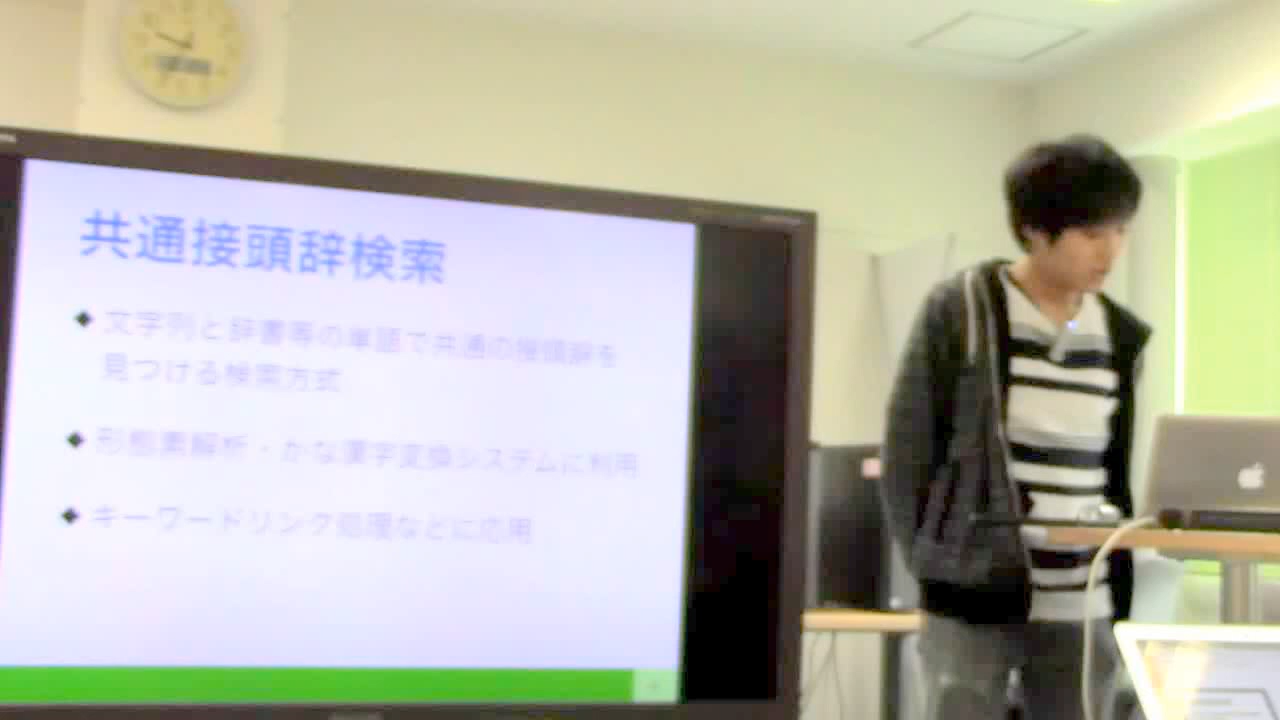 共通接頭辞検索
◆ 文字列と辞書等の単語で共通の接頭辞を
見つける検索方式
◆ 形態素解析・かな漢字変換システムに利用
◆ キーワードリンク処理などに応用